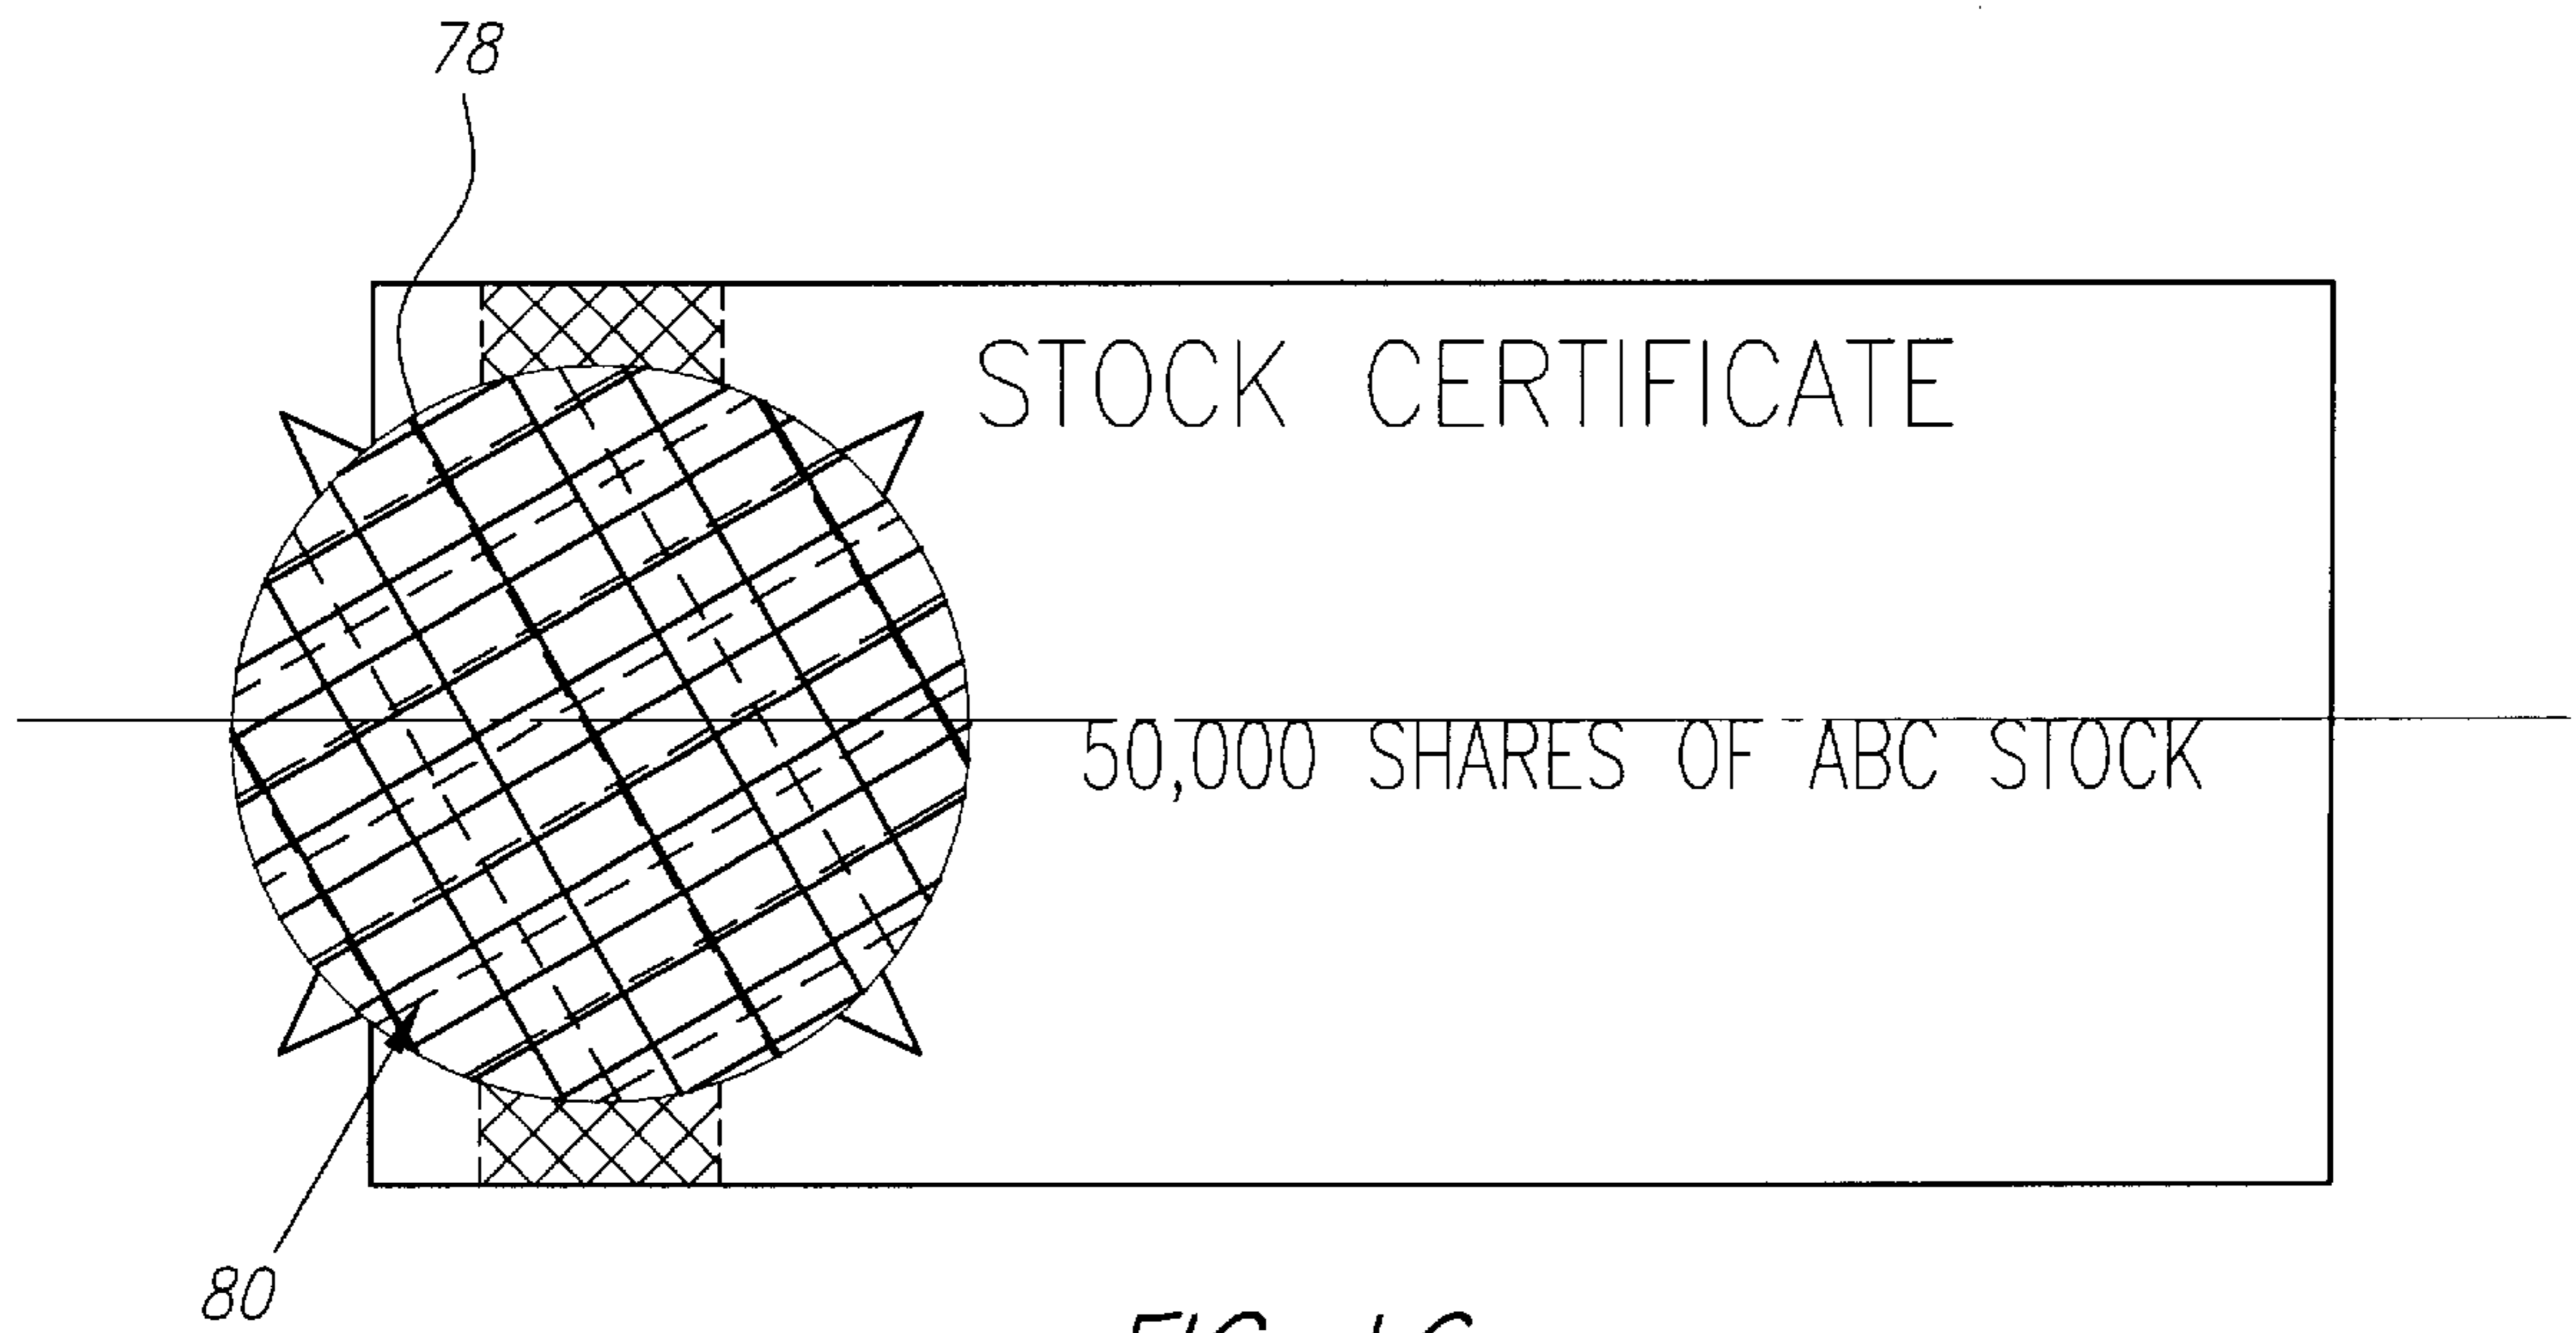 78
STOCK CERTIFICATE
50,000 SHARES OF ABC STOCK
80